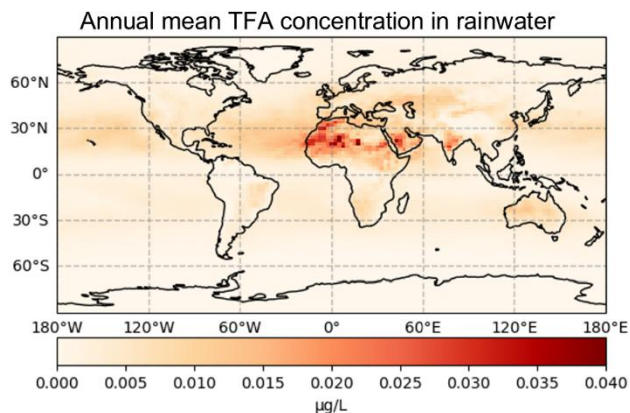 Annual mean TFA concentration in rainwater
60°N
30°N
0°
30°S
60°S
180°W 120°W 60°W 0° 60°E 120°E 180°E
0.000 0.005 0.010 0.015 0.020 0.025 0.030 0.035 0.040
µg/L